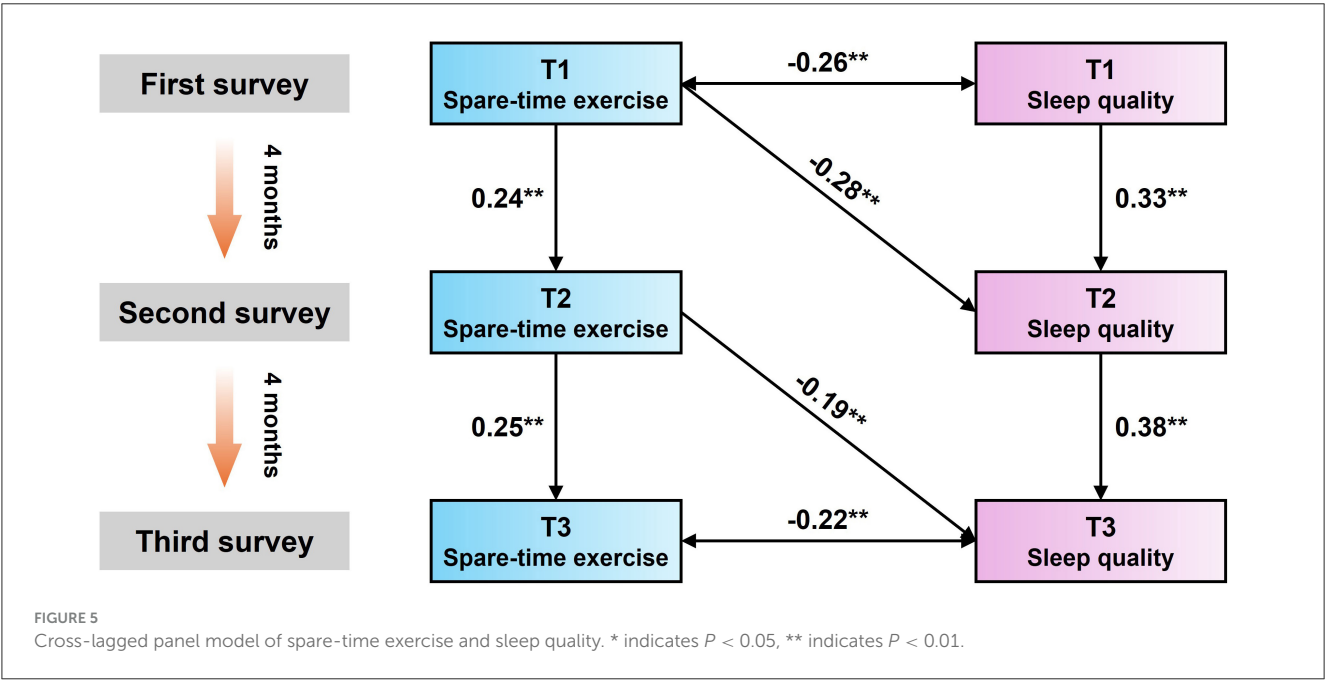 First survey
T1
Spare-time exercise
-0.26**
T1
Sleep quality
4 months
0.24**
-0.28**
0.33**
Second survey
T2
Spare-time exercise
T2
Sleep quality
4 months
0.25**
-0.19**
0.38**
Third survey
T3
Spare-time exercise
-0.22**
T3
Sleep quality
FIGURE 5
Cross-lagged panel model of spare-time exercise and sleep quality. * indicates P < 0.05, ** indicates P < 0.01.